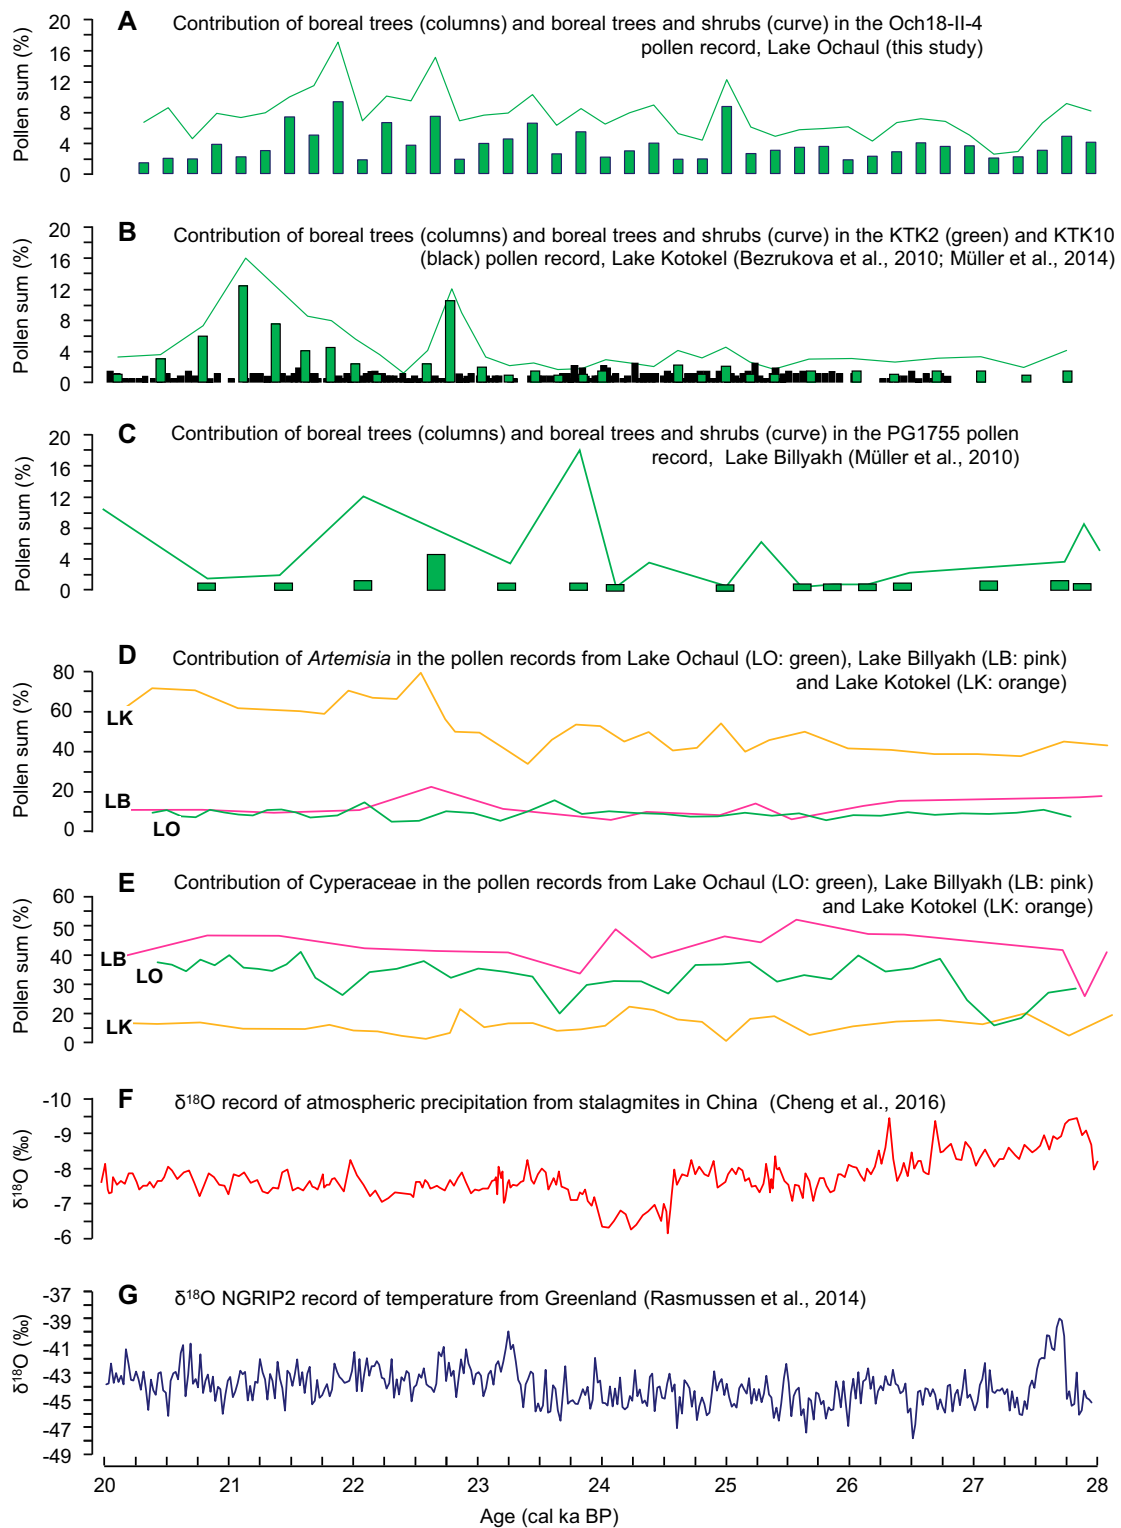 A Contribution of boreal trees (columns) and boreal trees and shrubs (curve) in the Och18-II-4
pollen record, Lake Ochaul (this study)
Pollen sum (%)
20
16
12
8
4
0
B Contribution of boreal trees (columns) and boreal trees and shrubs (curve) in the KTK2 (green) and KTK10
(black) pollen record, Lake Kotokel (Bezrukova et al., 2010; Müller et al., 2014)
Pollen sum (%)
20
16
12
8
4
0
C Contribution of boreal trees (columns) and boreal trees and shrubs (curve) in the PG1755 pollen
record, Lake Billyakh (Müller et al., 2010)
Pollen sum (%)
20
16
12
8
4
0
D Contribution of Artemisia in the pollen records from Lake Ochaul (LO: green), Lake Billyakh (LB: pink)
and Lake Kotokel (LK: orange)
Pollen sum (%)
80
60
40
20
0
LK
LB
LO
E Contribution of Cyperaceae in the pollen records from Lake Ochaul (LO: green), Lake Billyakh (LB: pink)
and Lake Kotokel (LK: orange)
Pollen sum (%)
60
50
40
30
20
0
LB
LO
LK
F δ¹⁸O record of atmospheric precipitation from stalagmites in China (Cheng et al., 2016)
δ¹⁸O (‰)
-10
-9
-8
-7
-6
G δ¹⁸O NGRIP2 record of temperature from Greenland (Rasmussen et al., 2014)
δ¹⁸O (‰)
-37
-39
-41
-43
-45
-47
-49
20 21 22 23 24 25 26 27 28
Age (cal ka BP)